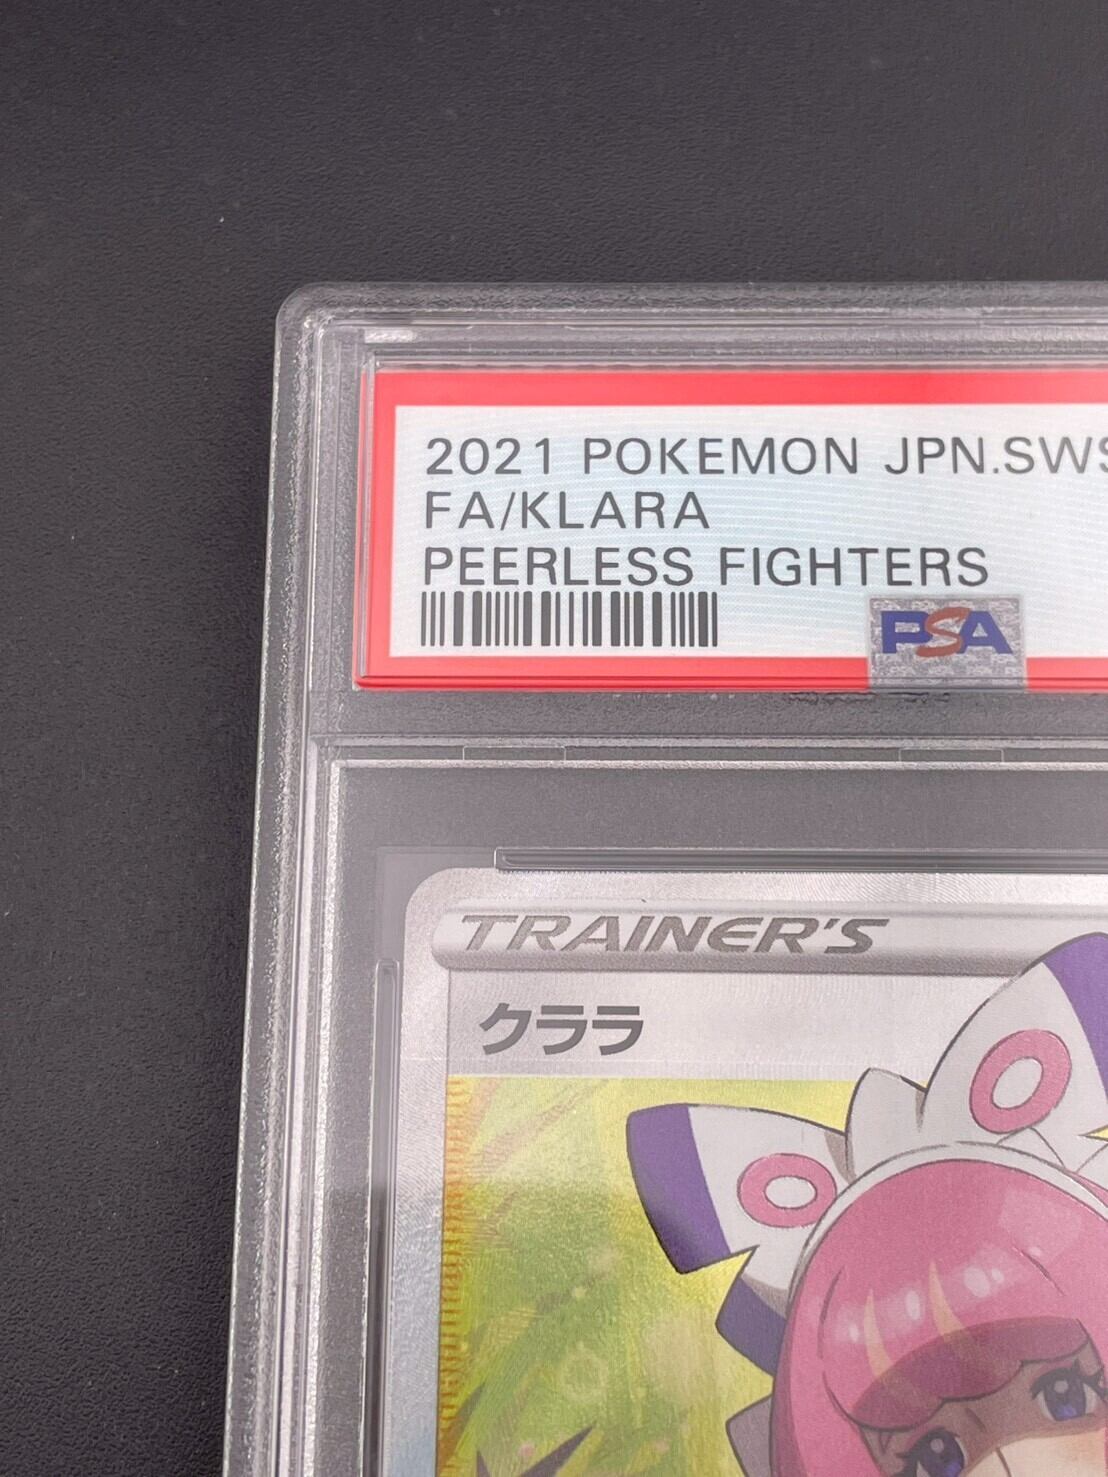 2021 POKEMON JPN.SWS
FA/KLARA
PEERLESS FIGHTERS
PSA
TRAINER'S
クララ